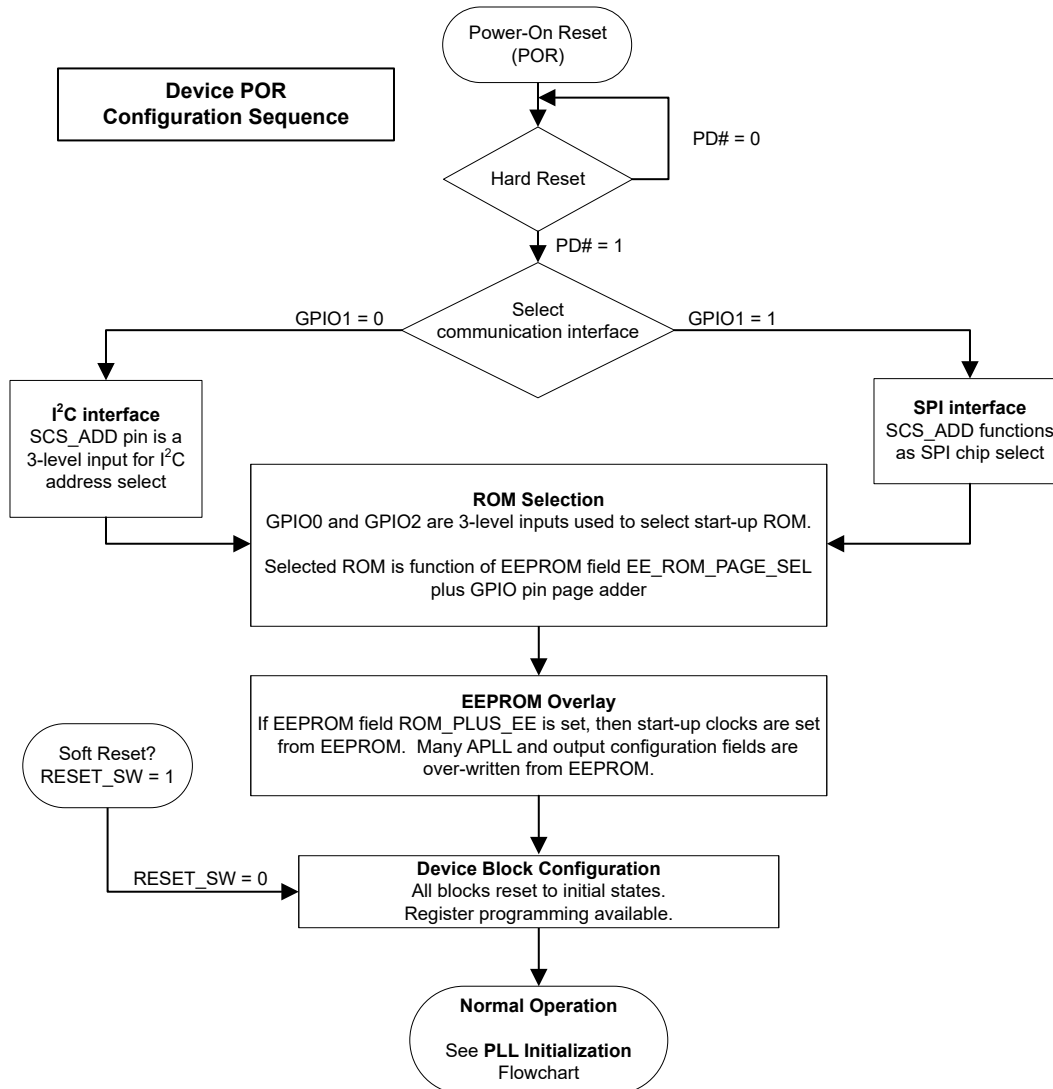 Power-On Reset
(POR)
Device POR
Configuration Sequence
PD# = 0
Hard Reset
PD# = 1
Select
communication interface
GPIO1 = 0
GPIO1 = 1
I²C interface
SCS_ADD pin is a
3-level input for I²C
address select
SPI interface
SCS_ADD functions
as SPI chip select
ROM Selection
GPIO0 and GPIO2 are 3-level inputs used to select start-up ROM.
Selected ROM is function of EEPROM field EE_ROM_PAGE_SEL
plus GPIO pin page adder
EEPROM Overlay
If EEPROM field ROM_PLUS_EE is set, then start-up clocks are set
from EEPROM. Many APLL and output configuration fields are
over-written from EEPROM.
Soft Reset?
RESET_SW = 1
RESET_SW = 0
Device Block Configuration
All blocks reset to initial states.
Register programming available.
Normal Operation
See PLL Initialization
Flowchart